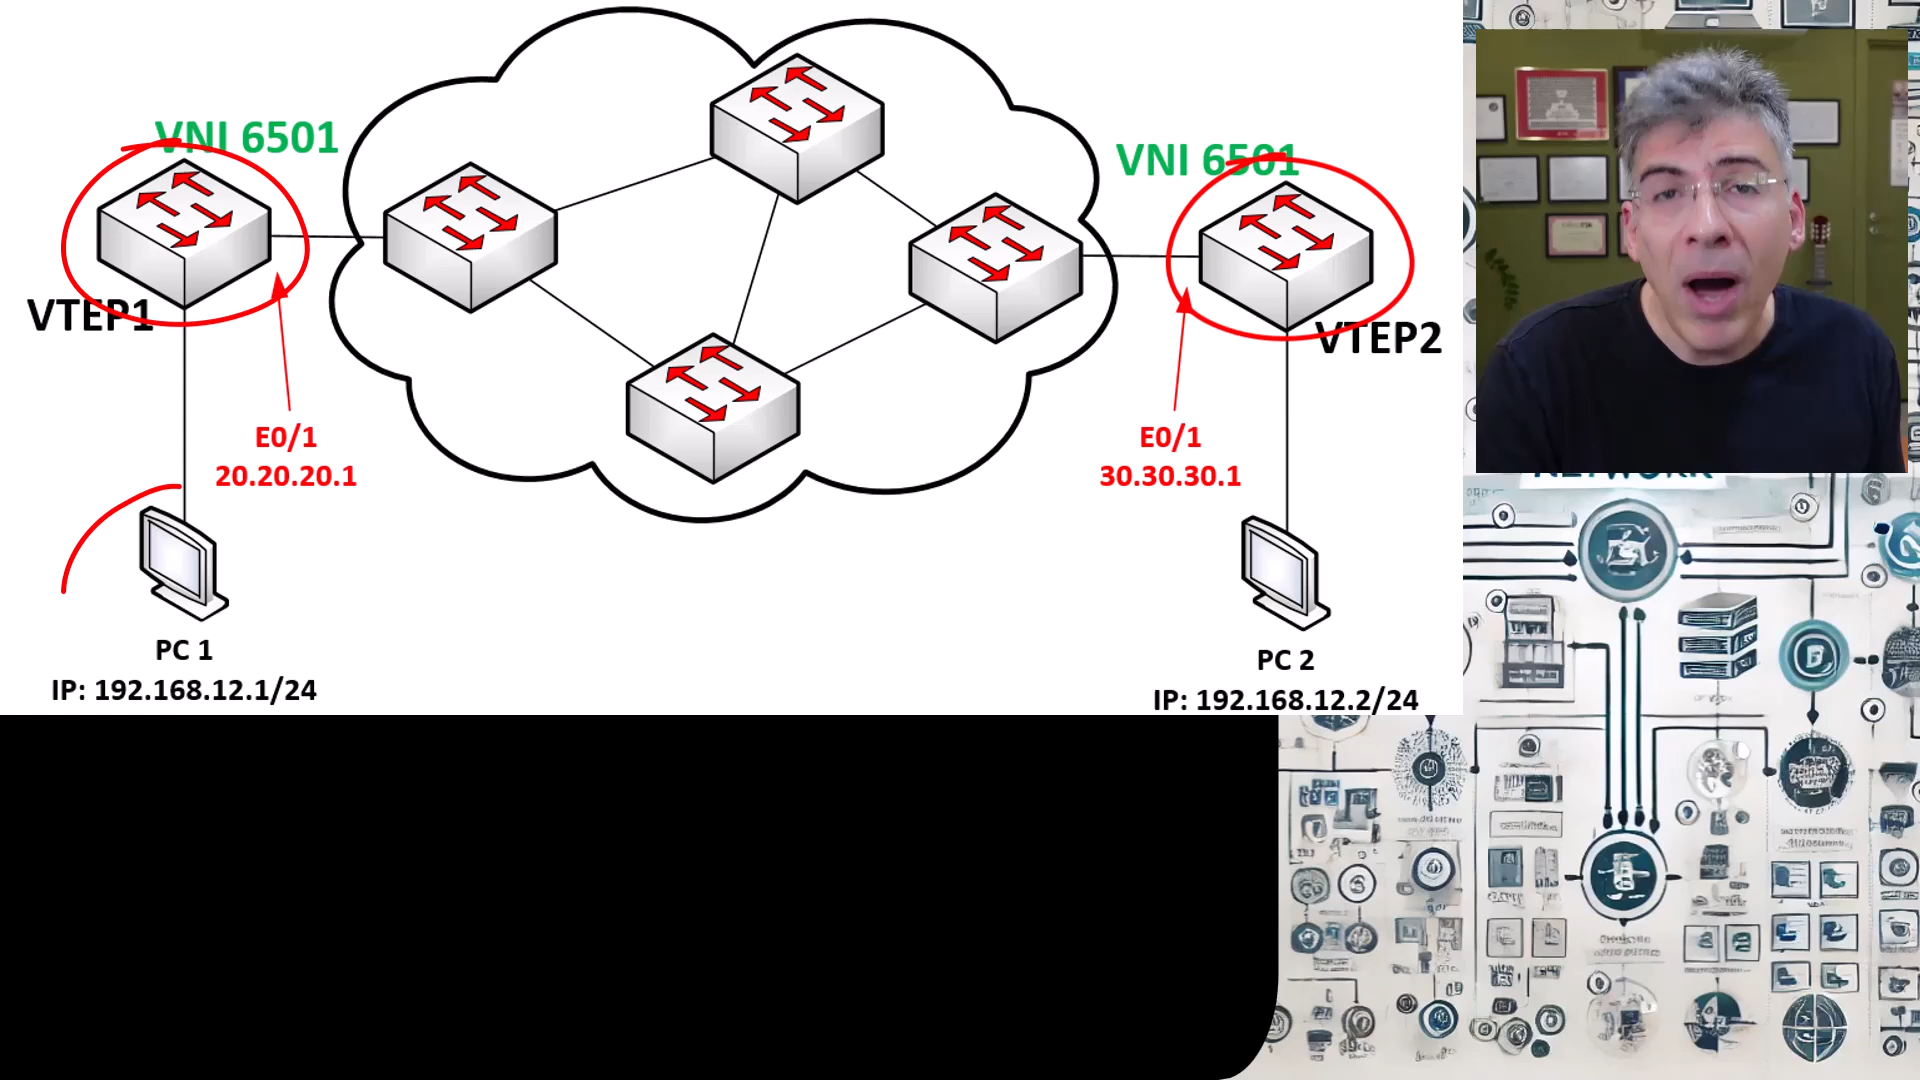 VNI 6501
VNI 6501
VTEP1
VTEP2
E0/1
20.20.20.1
E0/1
30.30.30.1
PC 1
IP: 192.168.12.1/24
PC 2
IP: 192.168.12.2/24
NETWORK